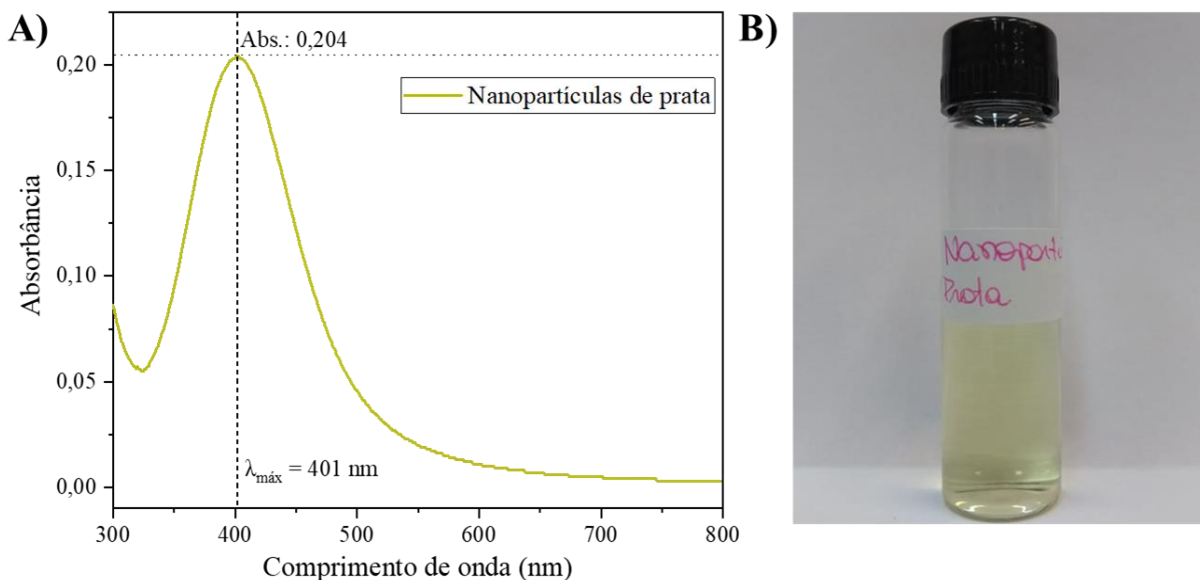 A)
Abs.: 0,204
Nanopartículas de prata
0,20
0,15
0,10
0,05
0,00
Absorbância
λmáx = 401 nm
300 400 500 600 700 800
Comprimento de onda (nm)
B)
Nanopartí
Prata